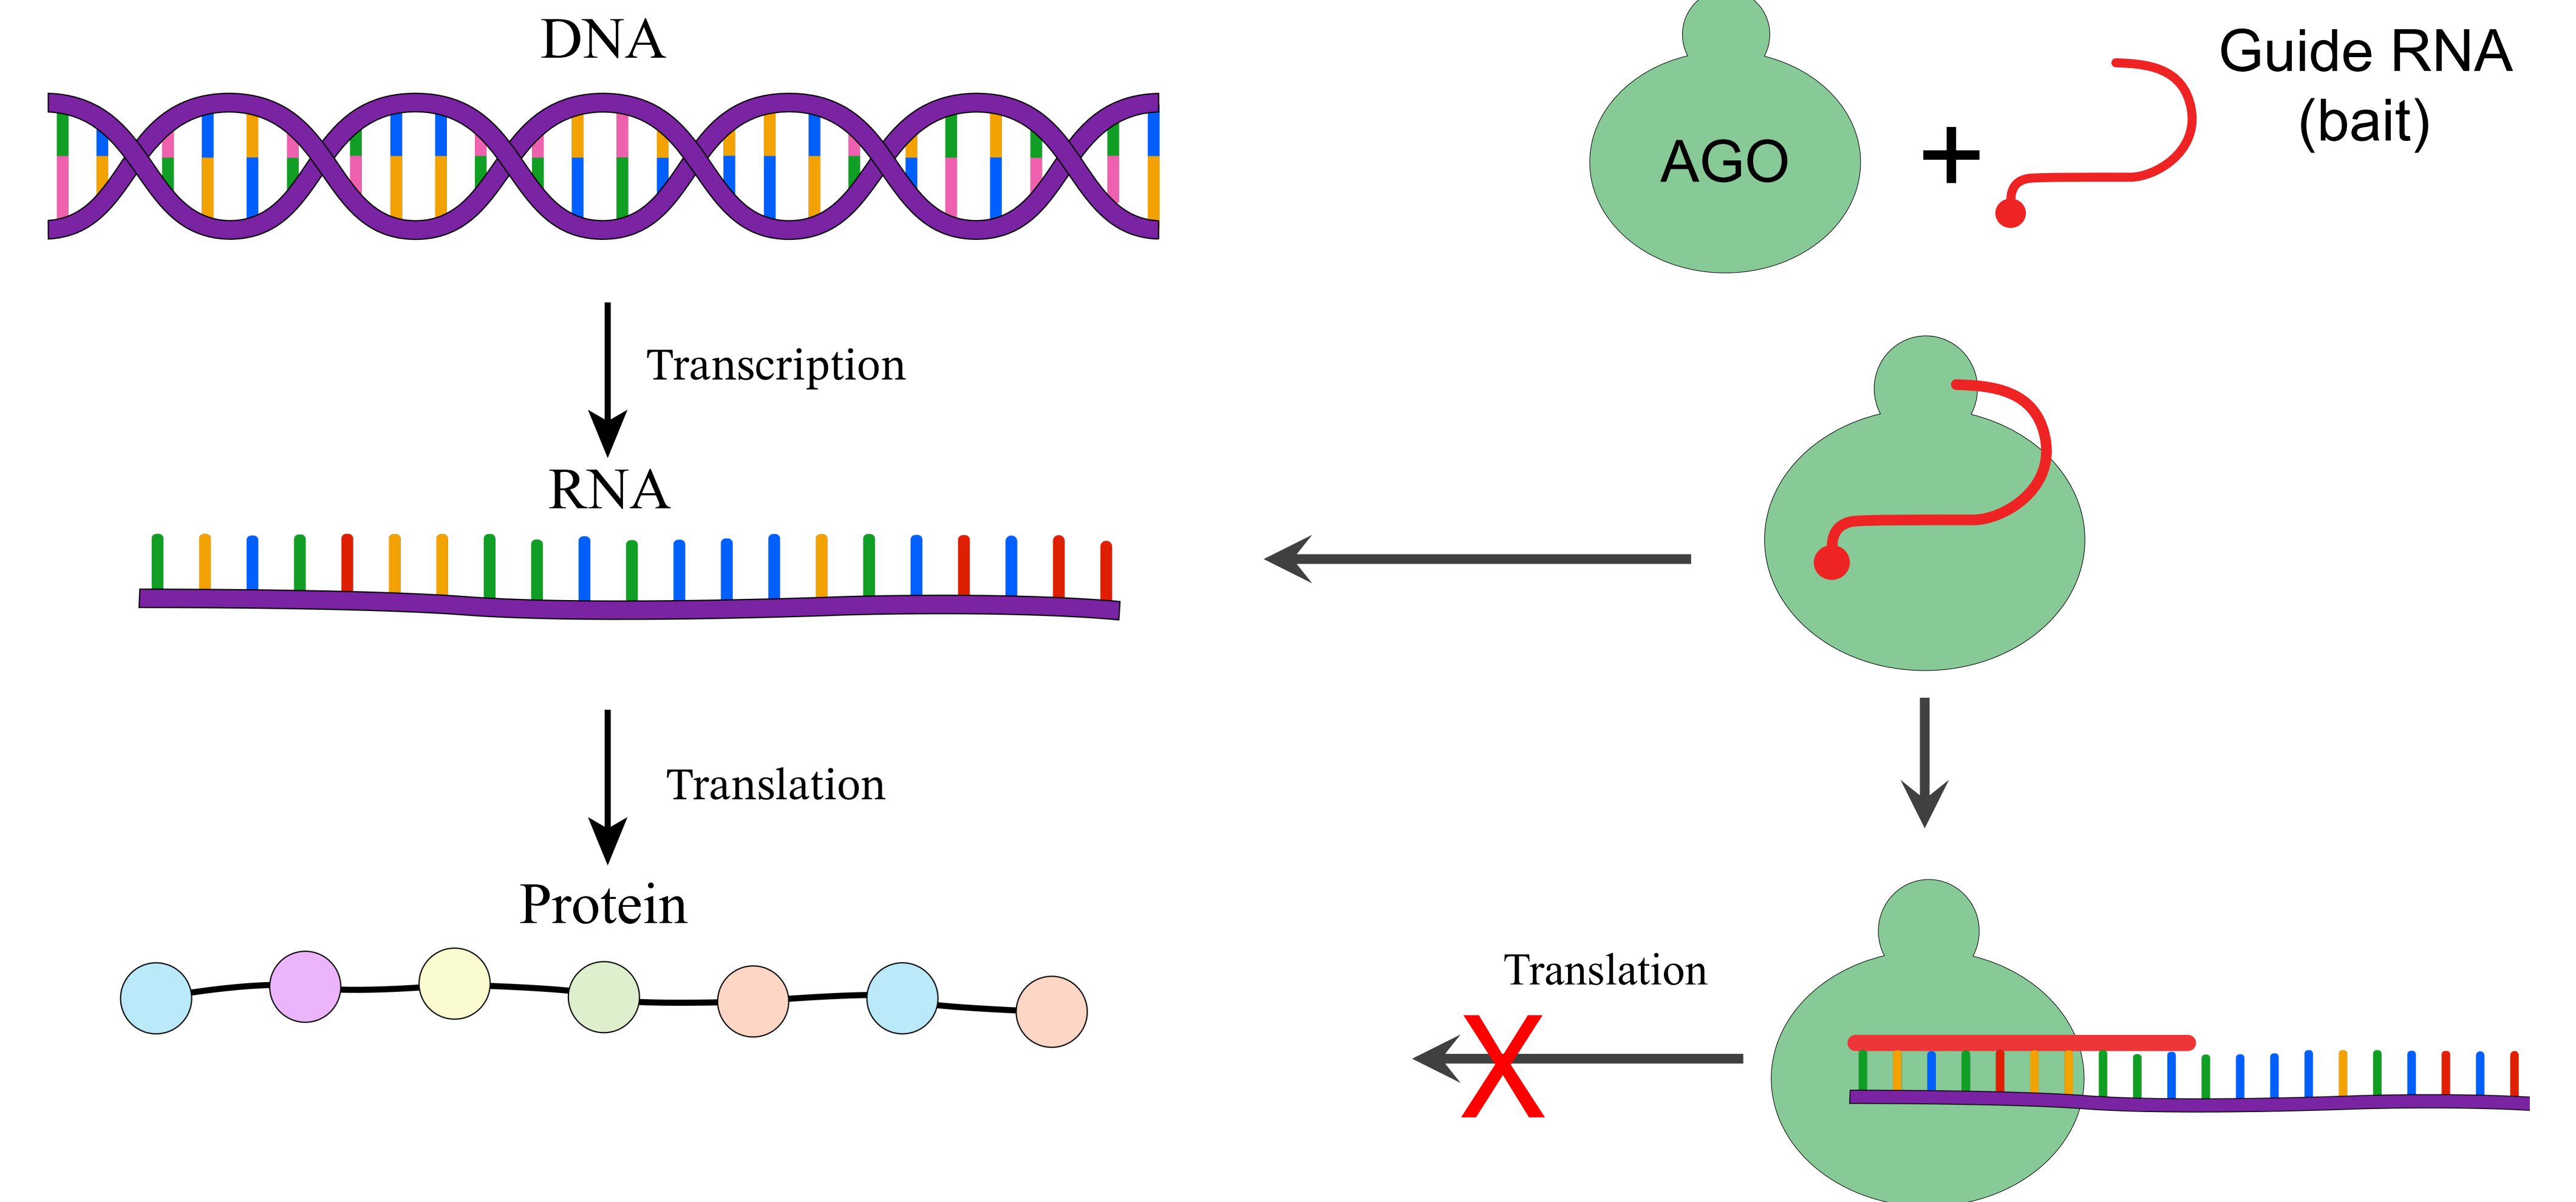 DNA
Transcription
RNA
Translation
Protein
AGO
+
Guide RNA
(bait)
Translation
X